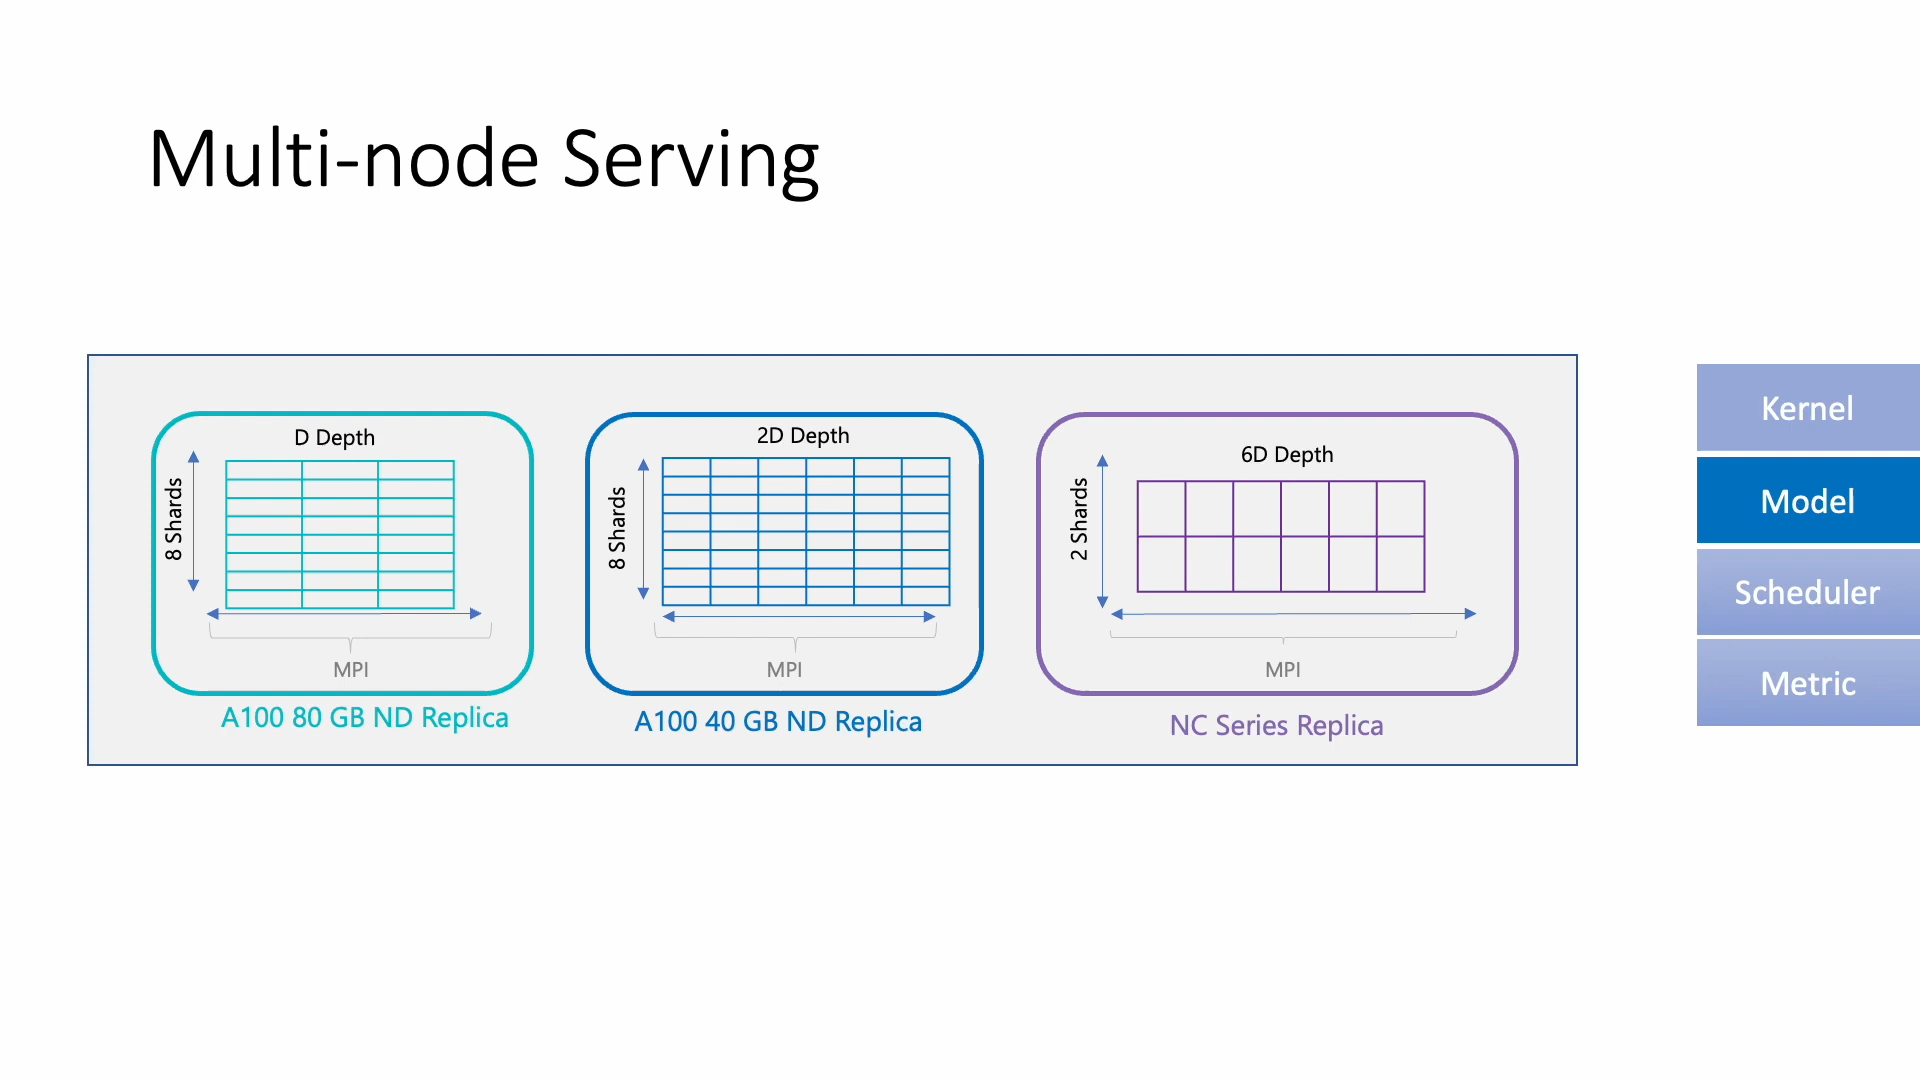 Multi-node Serving
D Depth
8 Shards
MPI
A100 80 GB ND Replica
2D Depth
8 Shards
MPI
A100 40 GB ND Replica
6D Depth
2 Shards
MPI
NC Series Replica
Kernel
Model
Scheduler
Metric